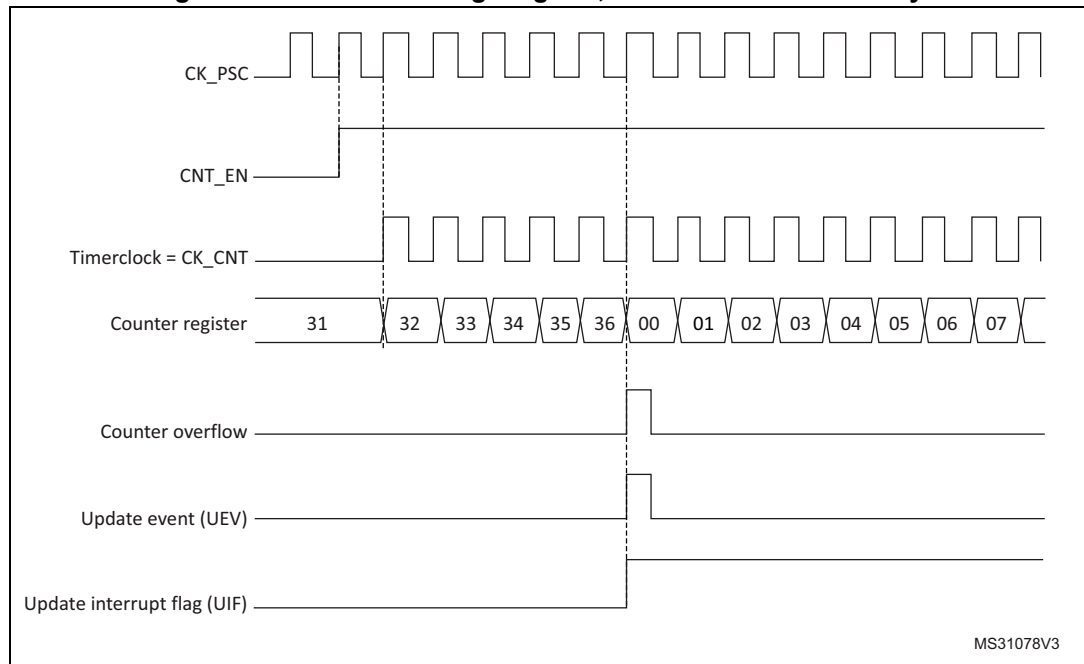 CK_PSC
CNT_EN
Timerclock = CK_CNT
Counter register 31 32 33 34 35 36 00 01 02 03 04 05 06 07
Counter overflow
Update event (UEV)
Update interrupt flag (UIF)
MS31078V3